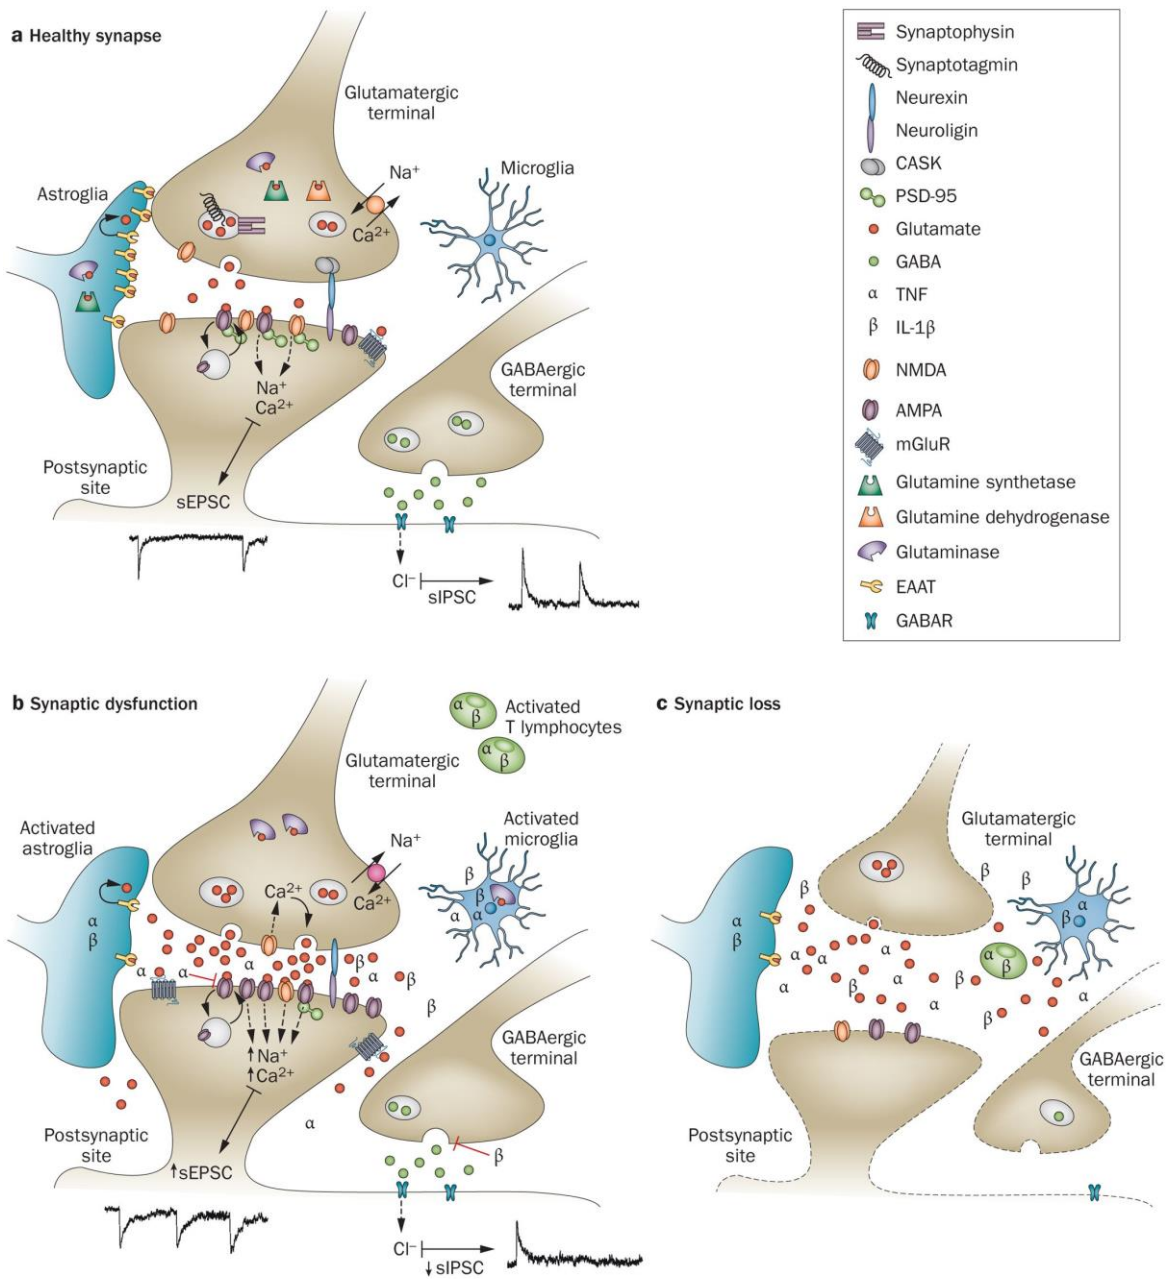 a Healthy synapse
Glutamatergic
terminal
Na⁺
Ca²⁺
Astroglia
Microglia
Na⁺
Ca²⁺
GABAergic
terminal
Postsynaptic
site
sEPSC
Cl⁻
sIPSC
Synaptophysin
Synaptotagmin
Neurexin
Neuroligin
CASK
PSD-95
Glutamate
GABA
α TNF
β IL-1β
NMDA
AMPA
mGluR
Glutamine synthetase
Glutamine dehydrogenase
Glutaminase
EAAT
GABAR
b Synaptic dysfunction
α
β
Activated
T lymphocytes
α
β
Glutamatergic
terminal
Activated
astroglia
Na⁺
Ca²⁺
Ca²⁺
Activated
microglia
β
β
α α
α
β
α
α
α
β
α
β
β
↑Na⁺
↑Ca²⁺
GABAergic
terminal
α
Postsynaptic
site
↑sEPSC
β
Cl⁻
↓sIPSC
c Synaptic loss
Glutamatergic
terminal
β
β
β
α
β
α
β
α
β
α
α
α
α
β
β
α
α
α
β
GABAergic
terminal
Postsynaptic
site